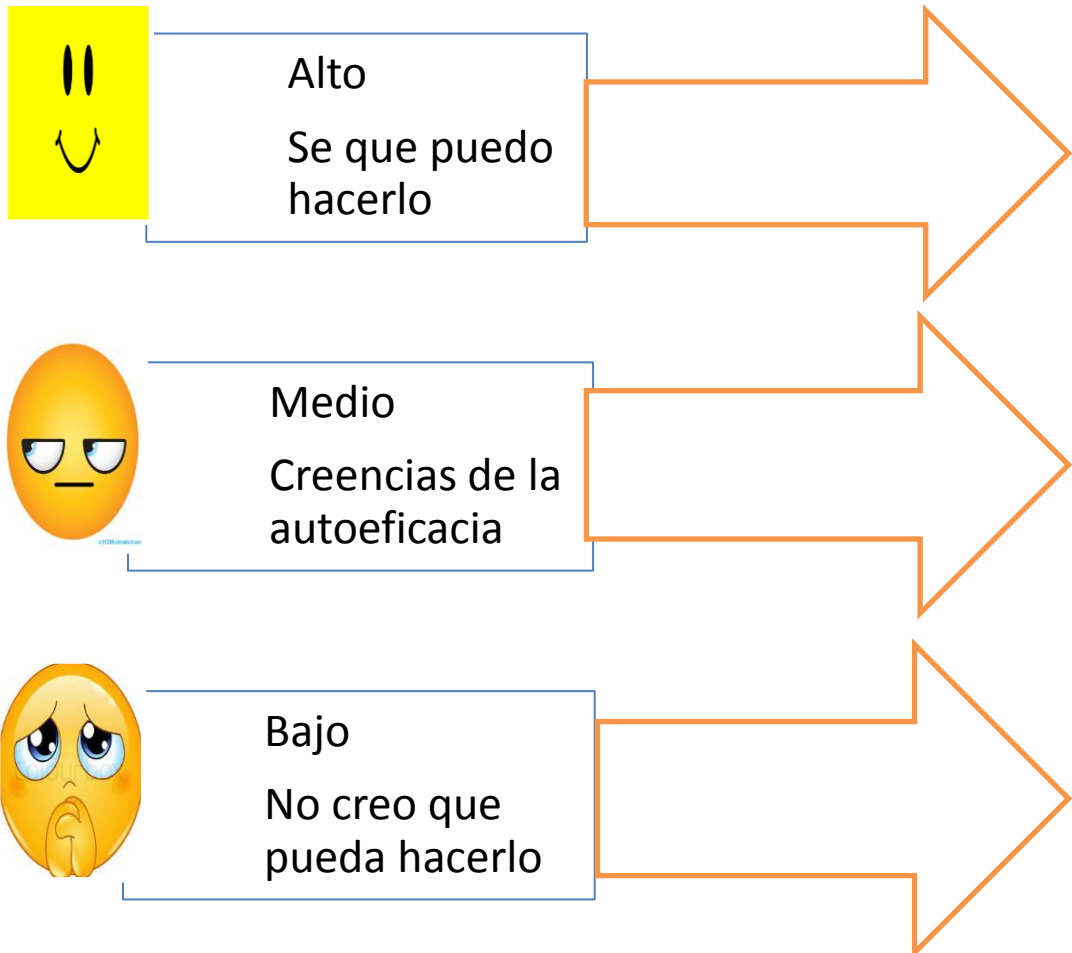 Alto
Se que puedo
hacerlo
Medio
Creencias de la
autoeficacia
Bajo
No creo que
pueda hacerlo